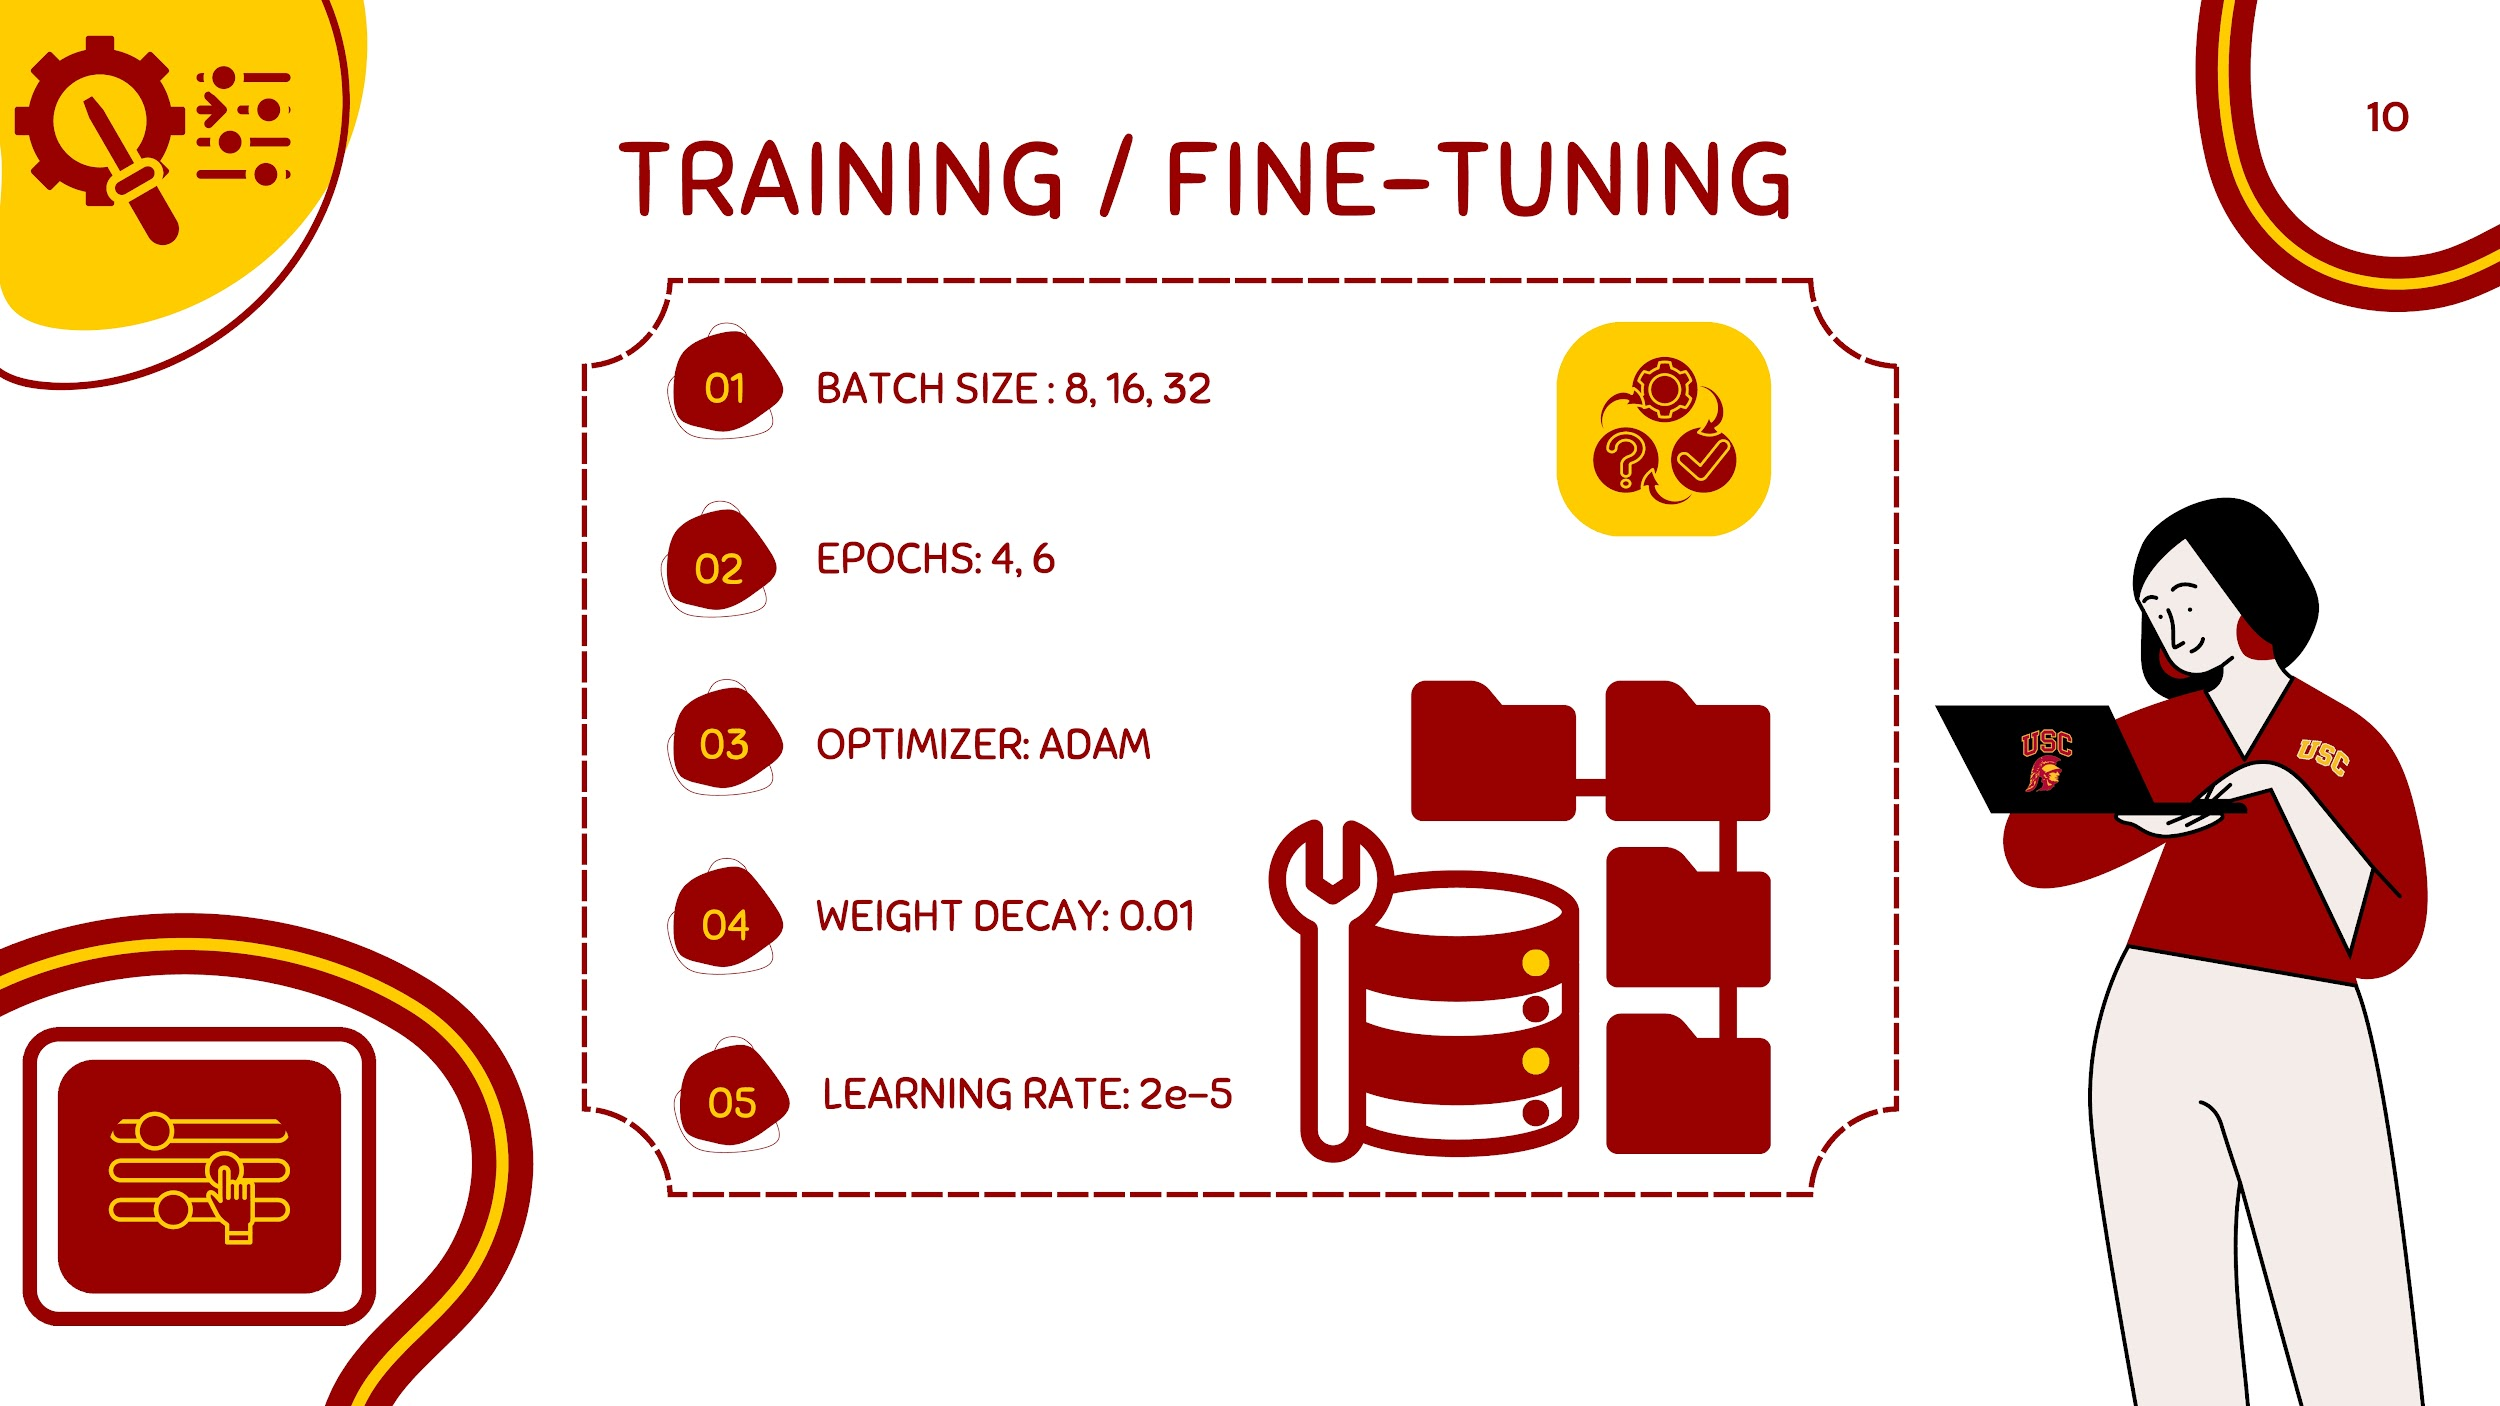 10
TRAINING / FINE-TUNING
01 BATCH SIZE : 8, 16, 32
02 EPOCHS: 4, 6
03 OPTIMIZER: ADAM
04 WEIGHT DECAY: 0.01
05 LEARNING RATE: 2e-5
USC
USC